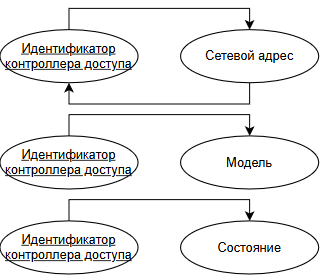 Идентификатор
контроллера доступа
Сетевой адрес
Идентификатор
контроллера доступа
Модель
Идентификатор
контроллера доступа
Состояние